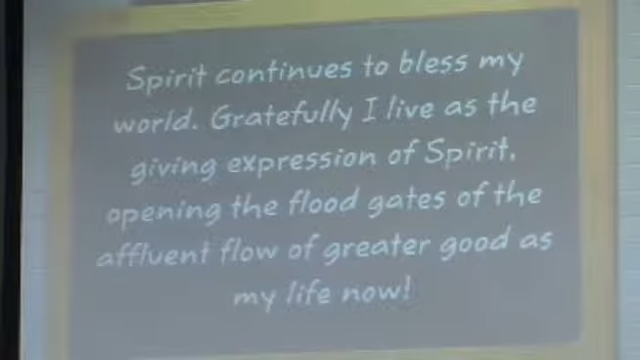 Spirit continues to bless my
world. Gratefully I live as the
giving expression of Spirit,
opening the flood gates of the
affluent flow of greater good as
my life now!